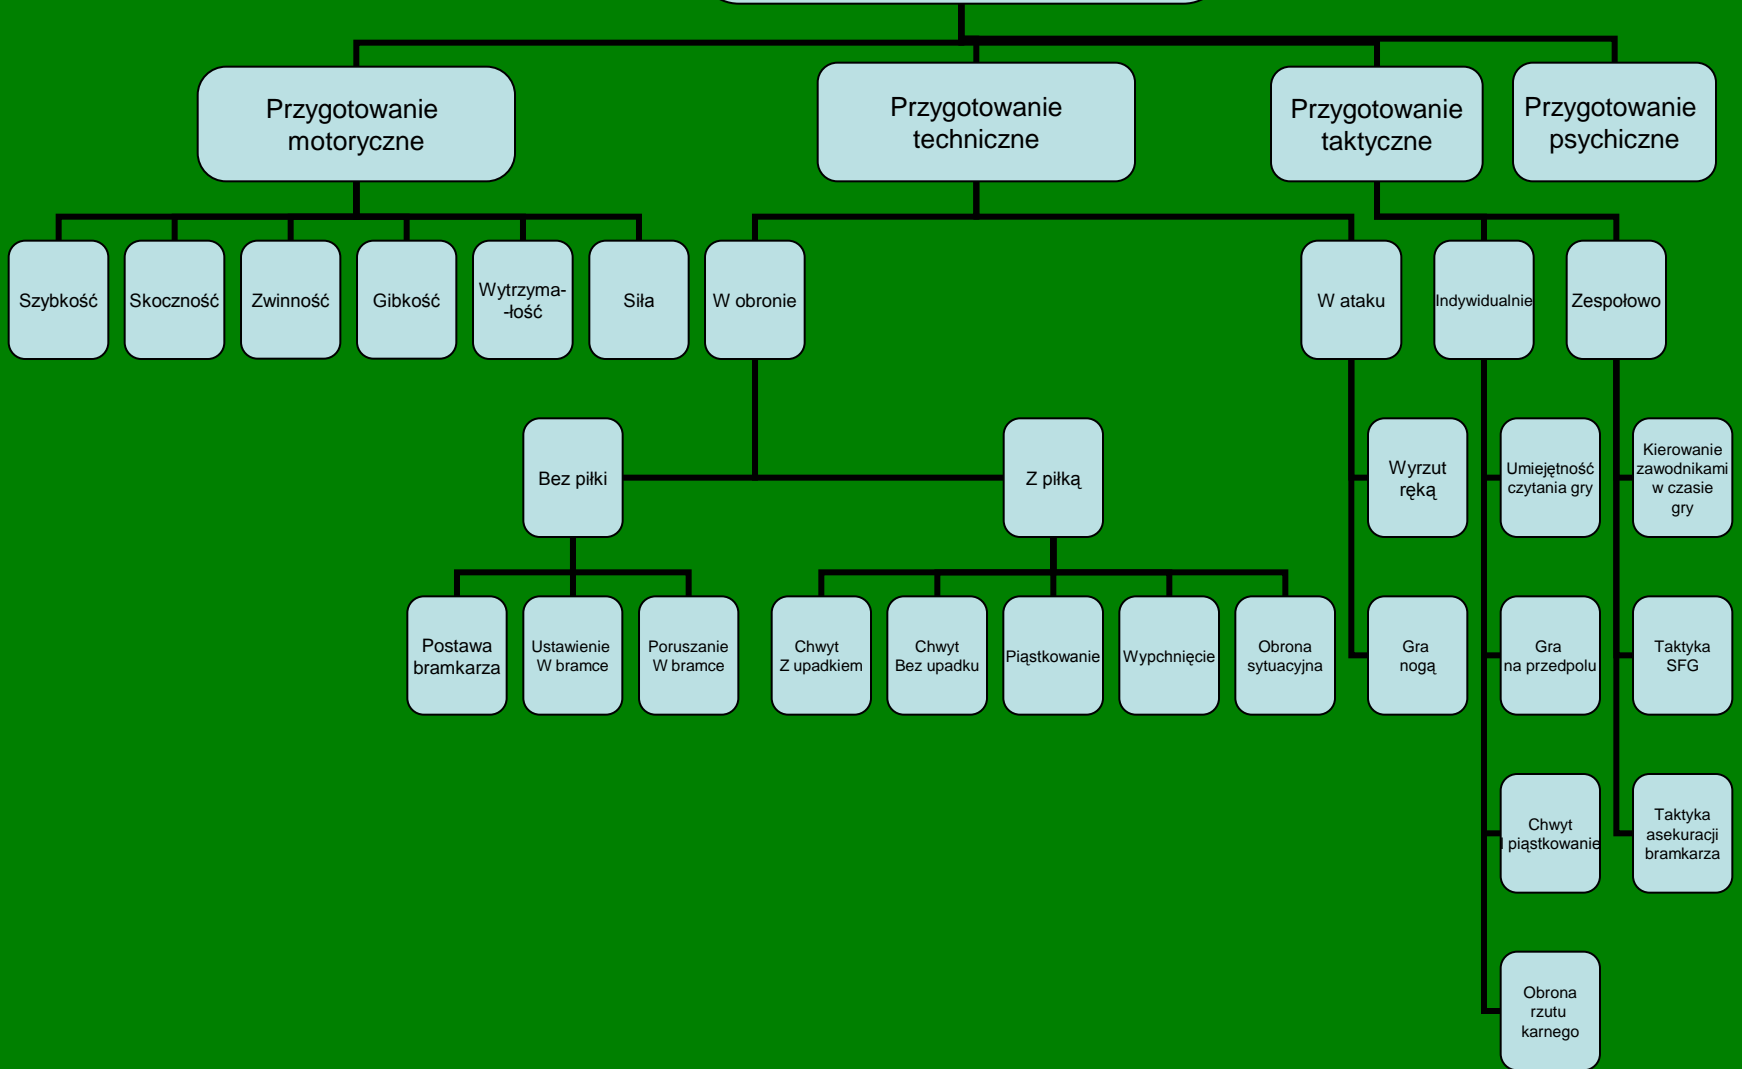 Przygotowanie
motoryczne
Przygotowanie
techniczne
Przygotowanie
taktyczne
Przygotowanie
psychiczne
Szybkość
Skoczność
Zwinność
Gibkość
Wytrzyma-
-łość
Siła
W obronie
W ataku
Indywidualnie
Zespołowo
Bez piłki
Z piłką
Wyrzut
ręką
Umiejętność
czytania gry
Kierowanie
zawodnikami
w czasie
gry
Postawa
bramkarza
Ustawienie
W bramce
Poruszanie
W bramce
Chwyt
Z upadkiem
Chwyt
Bez upadku
Piąstkowanie
Wypchnięcie
Obrona
sytuacyjna
Gra
nogą
Gra
na przedpolu
Taktyka
SFG
Chwyt
I piąstkowanie
Taktyka
asekuracji
bramkarza
Obrona
rzutu
karnego